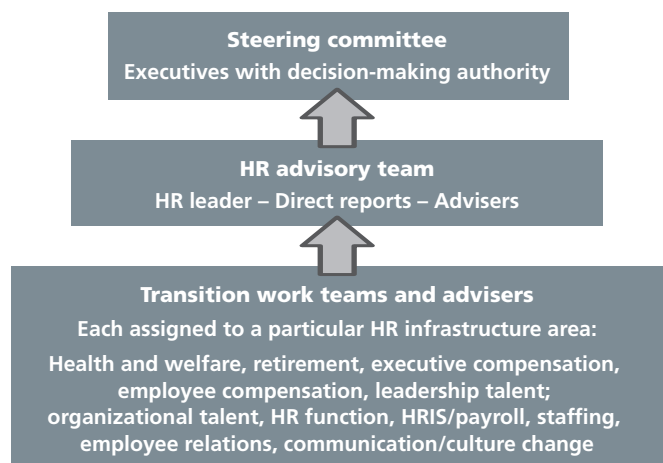 Steering committee
Executives with decision-making authority
HR advisory team
HR leader – Direct reports – Advisers
Transition work teams and advisers
Each assigned to a particular HR infrastructure area:
Health and welfare, retirement, executive compensation,
employee compensation, leadership talent;
organizational talent, HR function, HRIS/payroll, staffing,
employee relations, communication/culture change